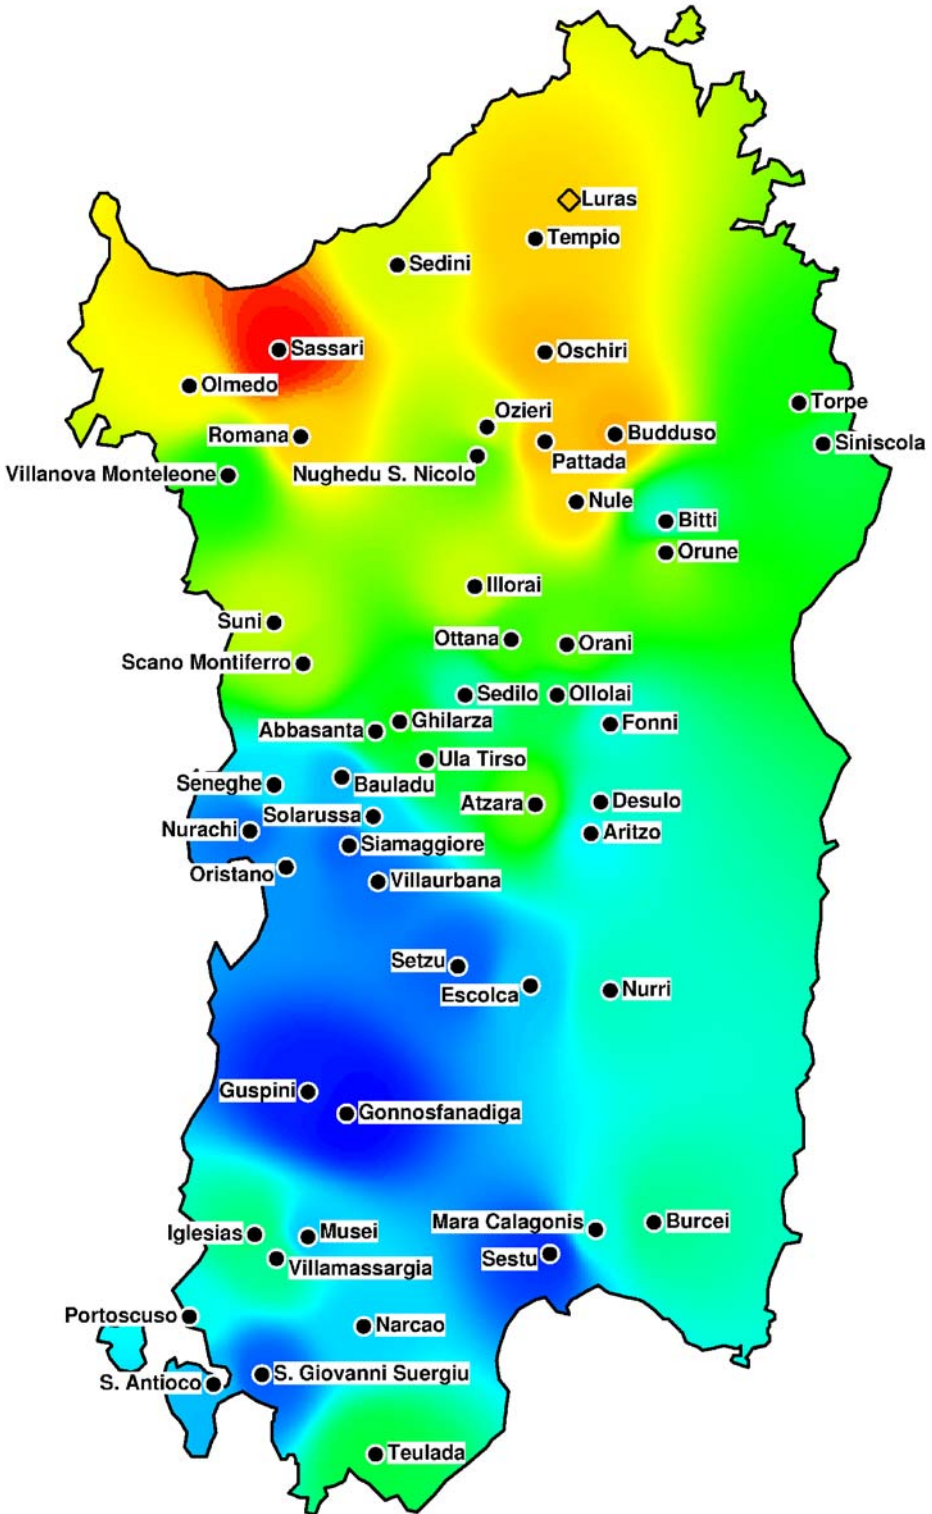 Luras
Tempio
Sedini
Sassari
Oschiri
Olmedo
Torpe
Ozieri
Romana
Budduso
Siniscola
Pattada
Villanova Monteleone
Nughedu S. Nicolo
Nule
Bitti
Orune
Illorai
Suni
Ottana
Orani
Scano Montiferro
Sedilo
Ollolai
Ghilarza
Fonni
Abbasanta
Ula Tirso
Seneghe
Bauladu
Atzara
Desulo
Solarussa
Nurachi
Aritzo
Siamaggiore
Oristano
Villaurbana
Setzu
Escolca
Nurri
Guspini
Gonnosfanadiga
Mara Calagonis
Burcei
Iglesias
Musei
Sestu
Villamassargia
Portoscuso
Narcao
S. Giovanni Suergiu
S. Antioco
Teulada